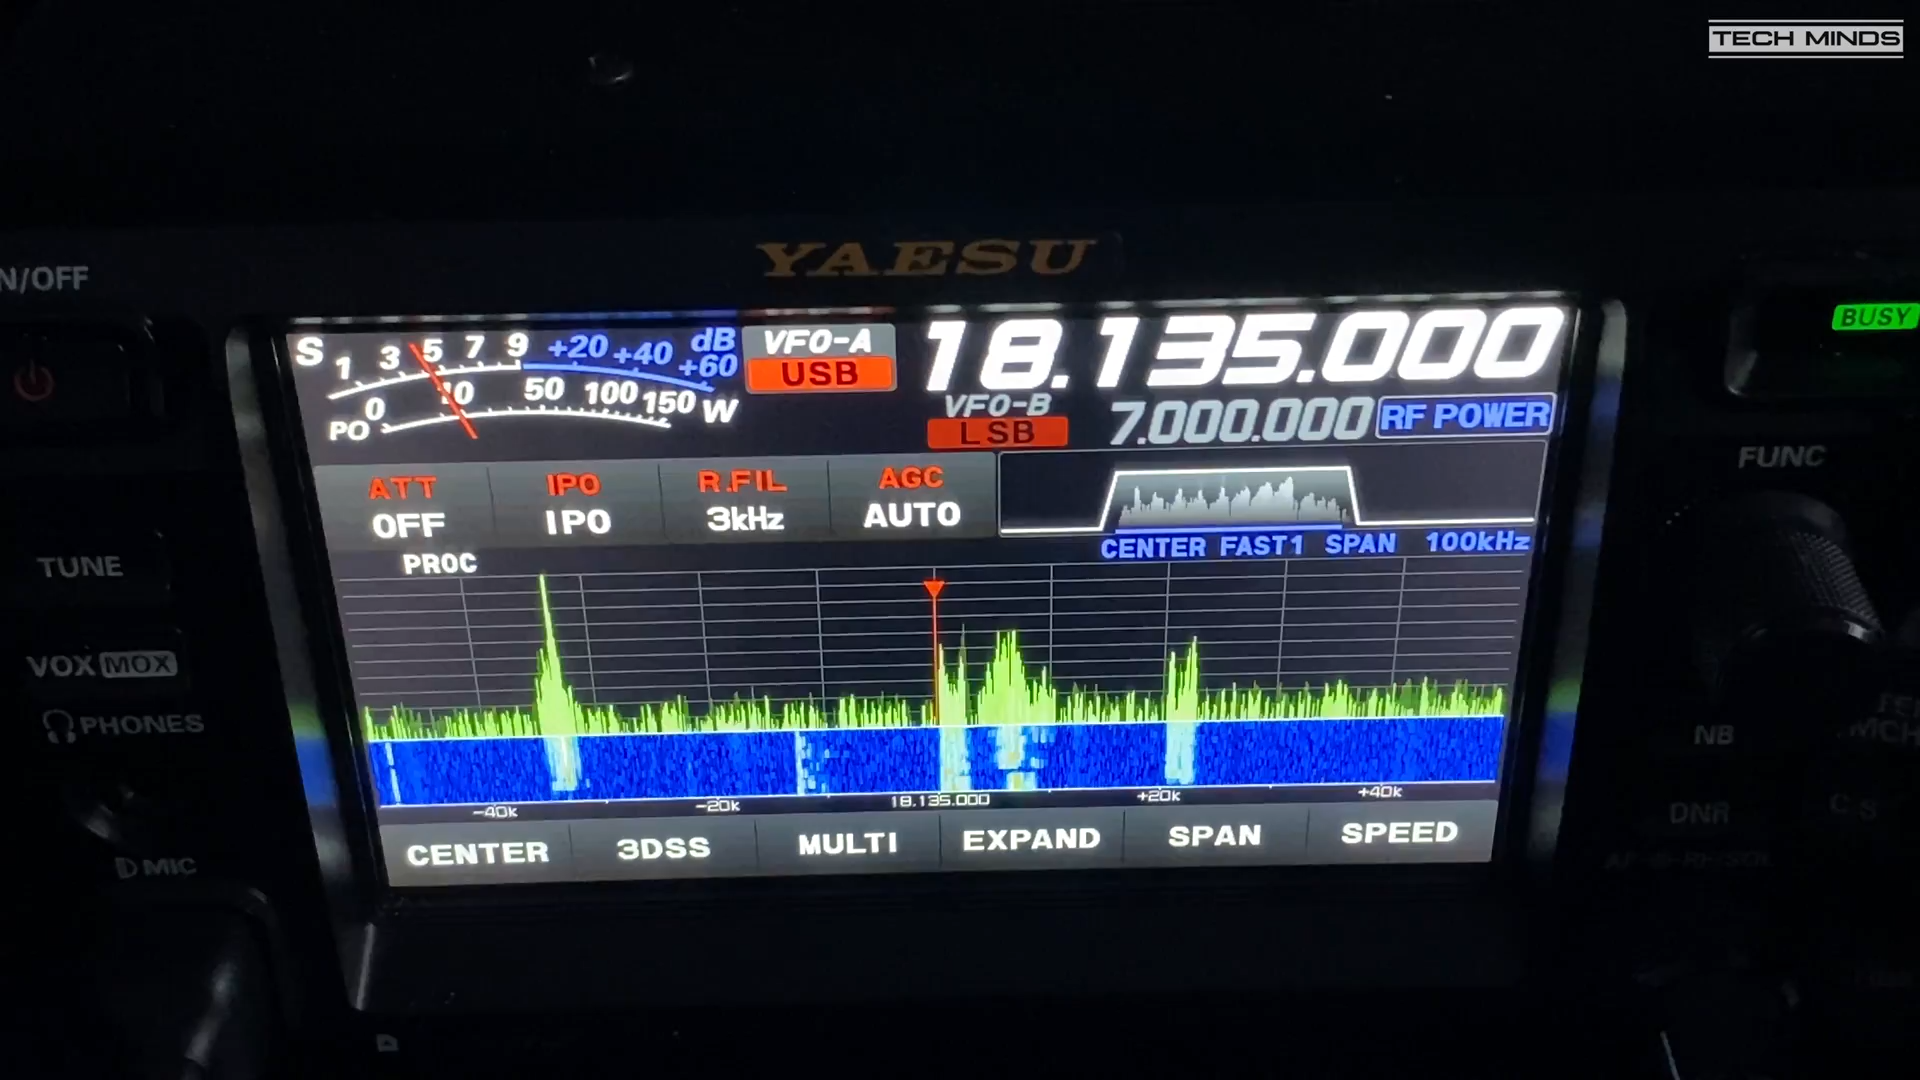 TECH MINDS
YAESU
N/OFF
BUSY
S 1 3 5 7 9 +20 +40 +60 dB
PO 0 10 50 100 150 W
VFO-A
USB
18.135.000
VFO-B
LSB
7.000.000
RF POWER
FUNC
ATT
OFF
IPO
IPO
R.FIL
3kHz
AGC
AUTO
PROC
CENTER FAST1 SPAN 100kHz
TUNE
VOX MOX
PHONES
NB
MCH
DNR
MIC
-40k -20k 18.135.000 +20k +40k
CENTER 3DSS MULTI EXPAND SPAN SPEED